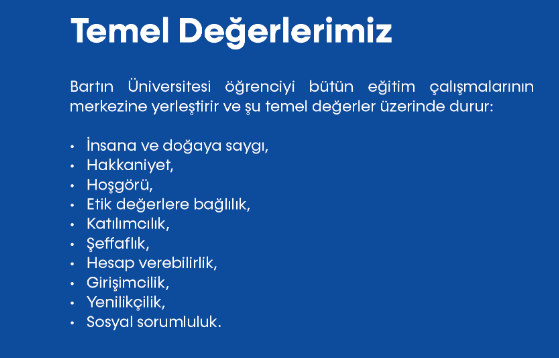 Temel Değerlerimiz
Bartın Üniversitesi öğrenciyi bütün eğitim çalışmalarının
merkezine yerleştirir ve şu temel değerler üzerinde durur:
• İnsana ve doğaya saygı,
• Hakkaniyet,
• Hoşgörü,
• Etik değerlere bağlılık,
• Katılımcılık,
• Şeffaflık,
• Hesap verebilirlik,
• Girişimcilik,
• Yenilikçilik,
• Sosyal sorumluluk.